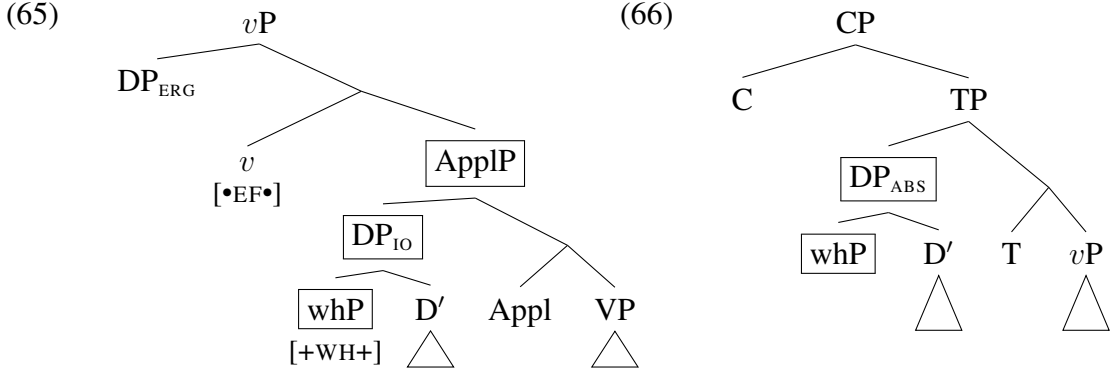 (65) vP (66) CP
DP_ERG C TP
v ApplP
[•EF•] DP_ABS
DP_IO whP D′ T vP
whP D′ Appl VP
[+WH+]